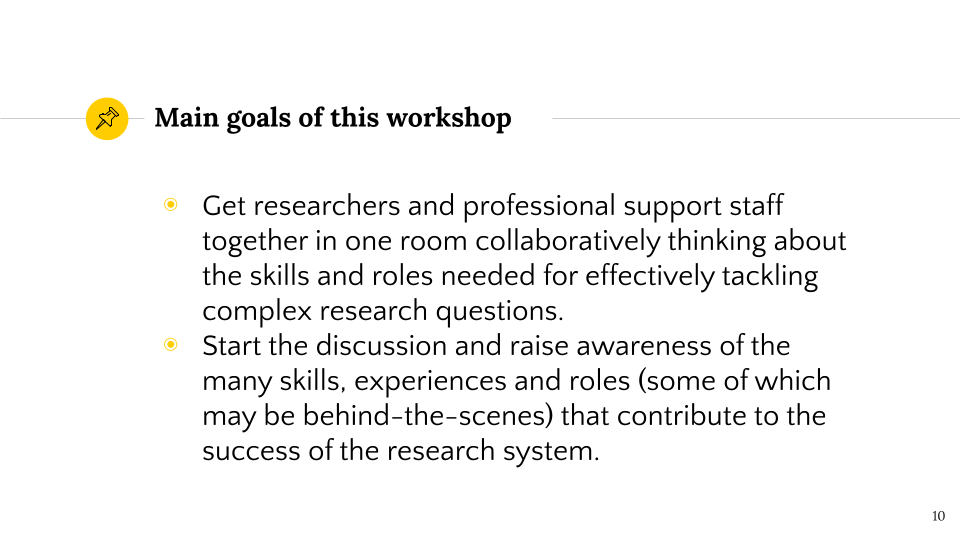 Main goals of this workshop
Get researchers and professional support staff
together in one room collaboratively thinking about
the skills and roles needed for effectively tackling
complex research questions.
Start the discussion and raise awareness of the
many skills, experiences and roles (some of which
may be behind-the-scenes) that contribute to the
success of the research system.
10